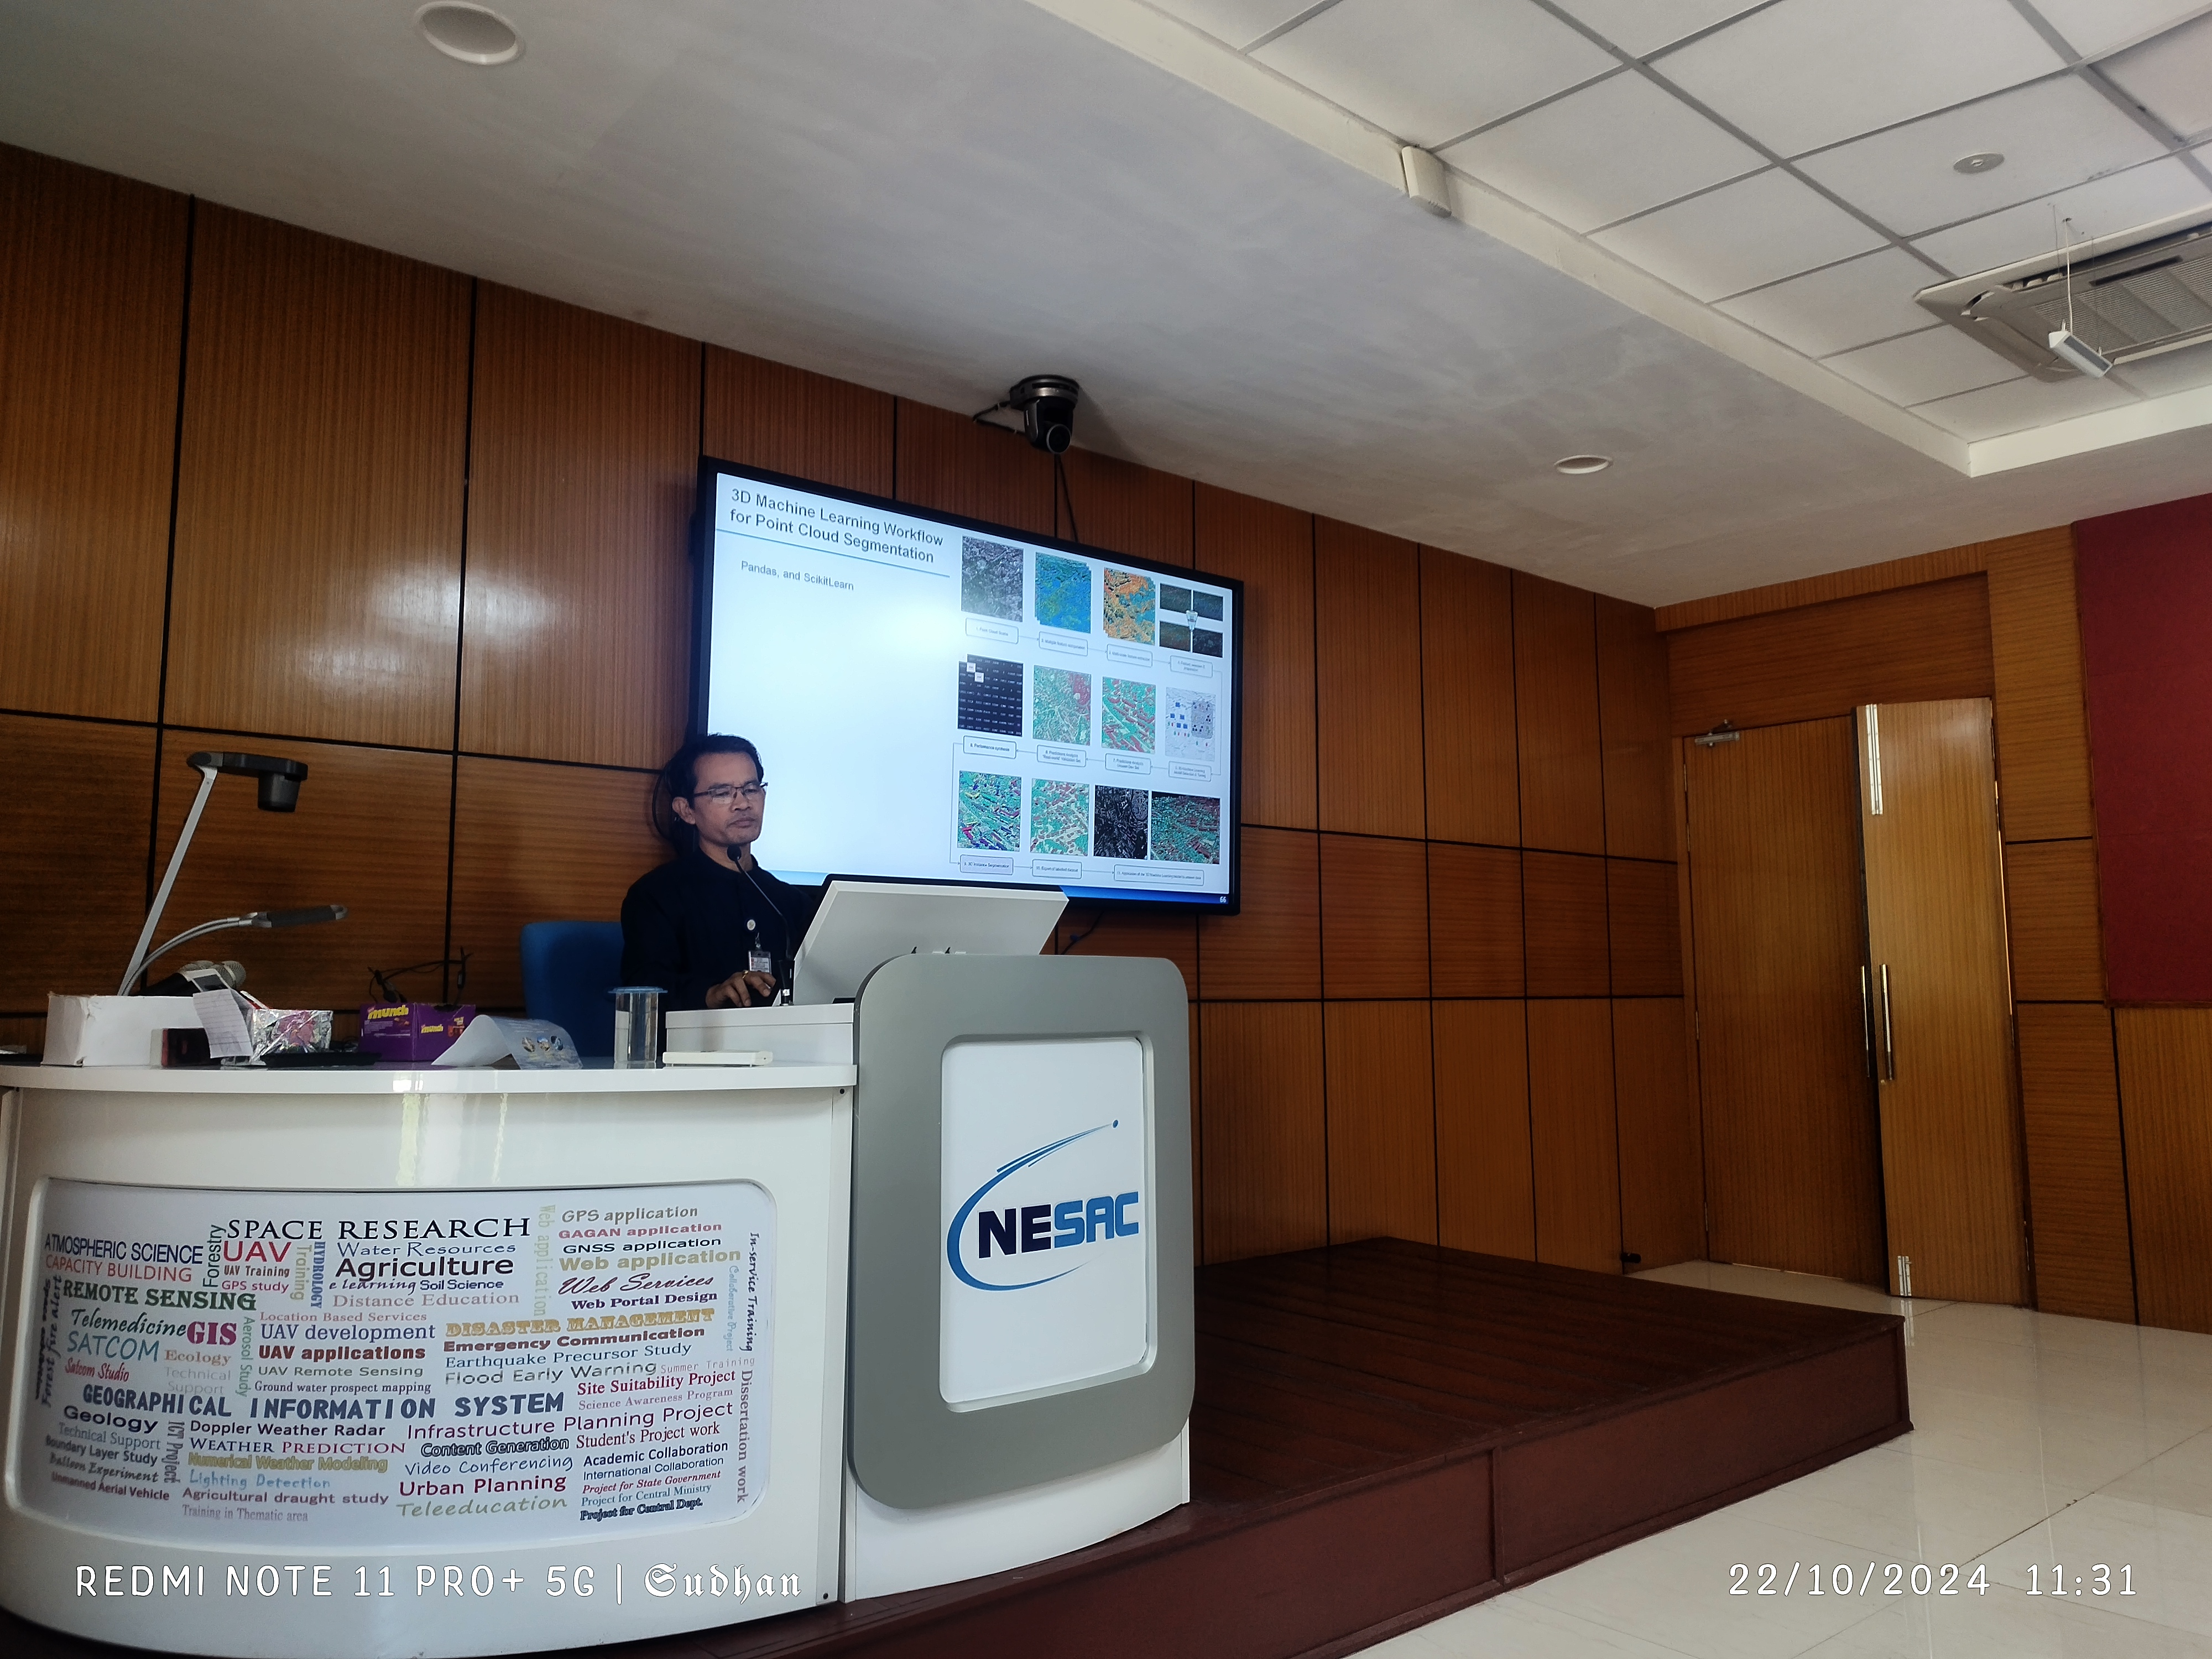 3D Machine Learning Workflow
for Point Cloud Segmentation
Pandas, and ScikitLearn
66
munch
munch
NESAC
SPACE RESEARCH
ATMOSPHERIC SCIENCE
CAPACITY BUILDING
Forestry
UAV
UAV Training
GPS study
Training
HYDROLOGY
Water Resources
Agriculture
e learning Soil Science
Distance Education
Web application
GPS application
GAGAN application
GNSS application
Web application
Web Services
Web Portal Design
In-service Training
Collaborative Project
REMOTE SENSING
Telemedicine GIS
SATCOM Ecology
Satcom Studio
Technical
Support
Aerosol Study
Location Based Services
UAV development
UAV applications
UAV Remote Sensing
Ground water prospect mapping
DISASTER MANAGEMENT
Emergency Communication
Earthquake Precursor Study
Flood Early Warning Summer Training
Site Suitability Project
Science Awareness Program
GEOGRAPHICAL INFORMATION SYSTEM
Geology
Technical Support
Boundary Layer Study
Balloon Experiment
Unmanned Aerial Vehicle
ICT Project
Doppler Weather Radar
WEATHER PREDICTION
Numerical Weather Modeling
Lighting Detection
Agricultural draught study
Training in Thematic area
Infrastructure Planning Project
Content Generation Student's Project work
Video Conferencing
Urban Planning
Teleeducation
Academic Collaboration
International Collaboration
Project for State Government
Project for Central Ministry
Project for Central Dept.
Dissertation work
REDMI NOTE 11 PRO+ 5G | Sudhan
22/10/2024 11:31